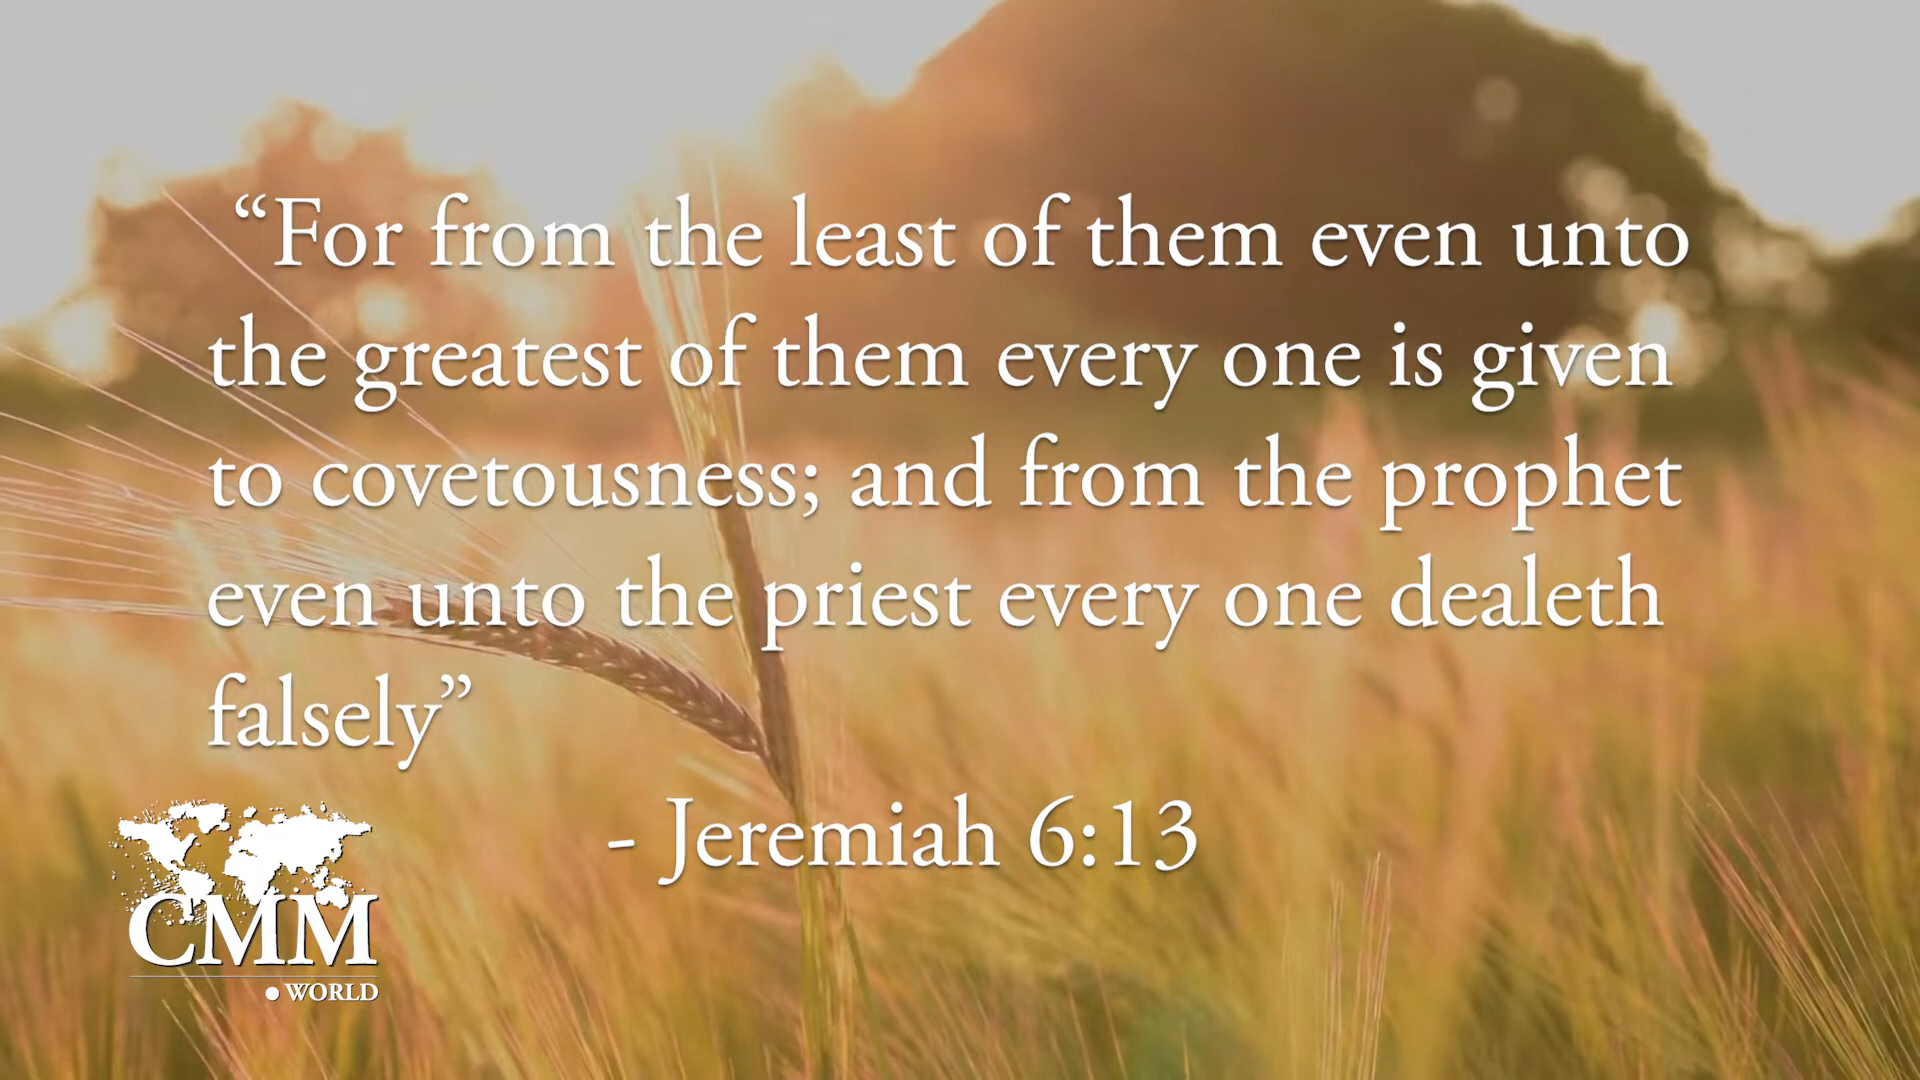 “For from the least of them even unto
the greatest of them every one is given
to covetousness; and from the prophet
even unto the priest every one dealeth
falsely”
- Jeremiah 6:13
CMM
.WORLD